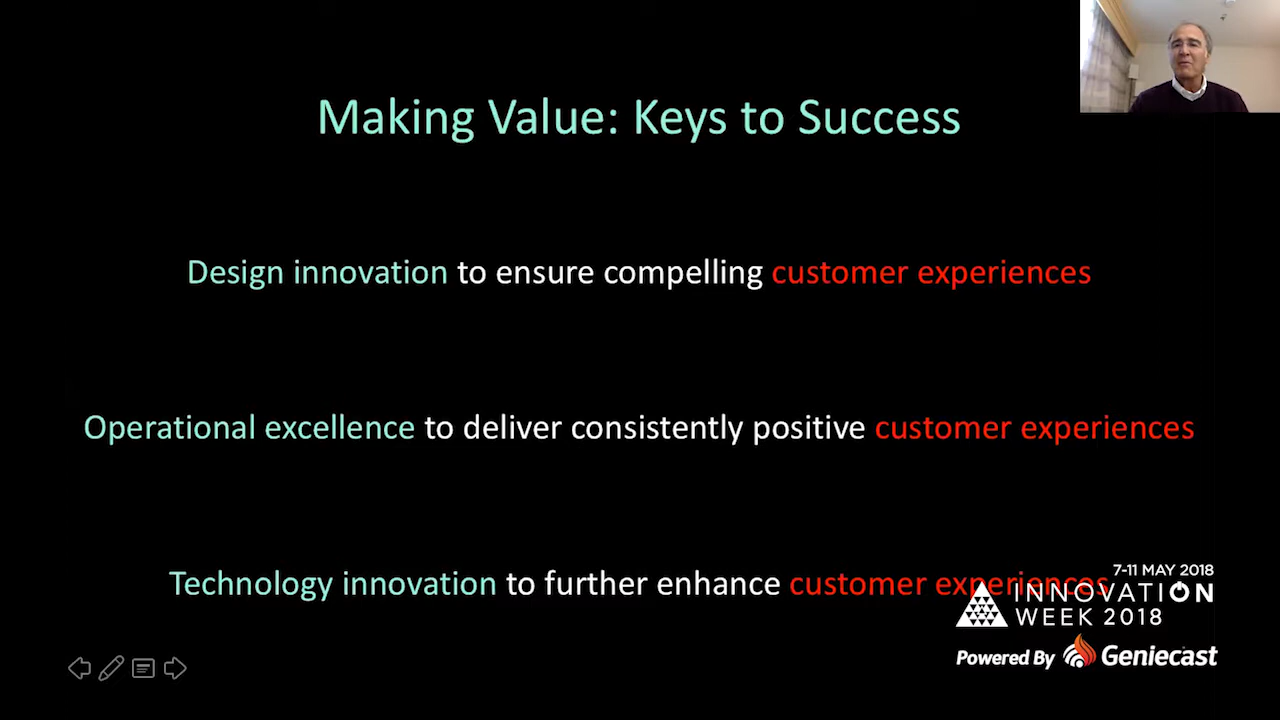 Making Value: Keys to Success
Design innovation to ensure compelling customer experiences
Operational excellence to deliver consistently positive customer experiences
Technology innovation to further enhance customer experiences
7-11 MAY 2018
INNOVATION
WEEK 2018
Powered By Geniecast